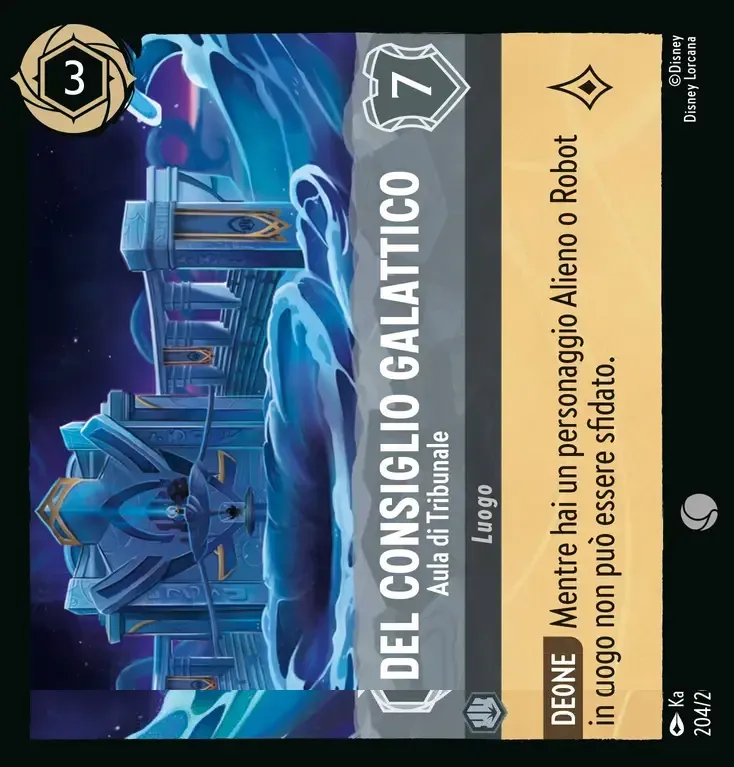 3
7
DEL CONSIGLIO GALATTICO
Aula di Tribunale
Luogo
DEONE Mentre hai un personaggio Alieno o Robot
in uogo non può essere sfidato.
Ka
204/2
©Disney
Disney Lorcana